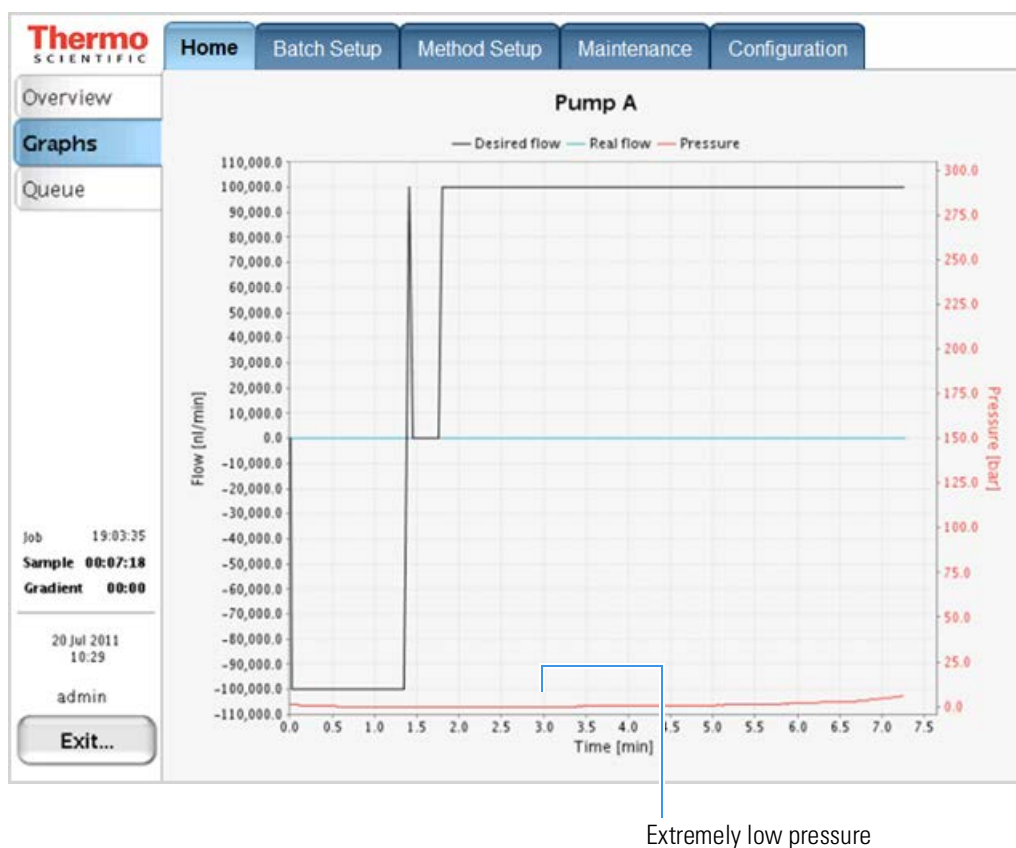 Thermo
SCIENTIFIC
Home Batch Setup Method Setup Maintenance Configuration
Overview
Graphs
Queue
Pump A
Desired flow Real flow Pressure
110,000.0
100,000.0
90,000.0
80,000.0
70,000.0
60,000.0
50,000.0
40,000.0
30,000.0
20,000.0
10,000.0
0.0
-10,000.0
-20,000.0
-30,000.0
-40,000.0
-50,000.0
-60,000.0
-70,000.0
-80,000.0
-90,000.0
-100,000.0
-110,000.0
Flow [nl/min]
300.0
275.0
250.0
225.0
200.0
175.0
150.0
125.0
100.0
75.0
50.0
25.0
0.0
Pressure [bar]
0.0 0.5 1.0 1.5 2.0 2.5 3.0 3.5 4.0 4.5 5.0 5.5 6.0 6.5 7.0 7.5
Time [min]
Job 19:03:35
Sample 00:07:18
Gradient 00:00
20 Jul 2011
10:29
admin
Exit...
Extremely low pressure